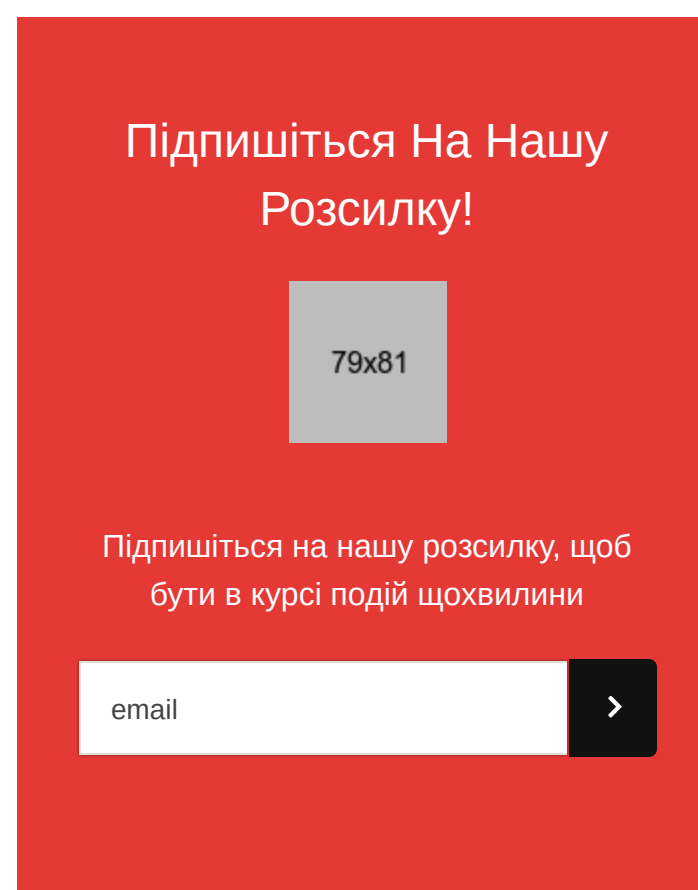 Підпишіться На Нашу
Розсилку!
79x81
Підпишіться на нашу розсилку, щоб
бути в курсі подій щохвилини
email